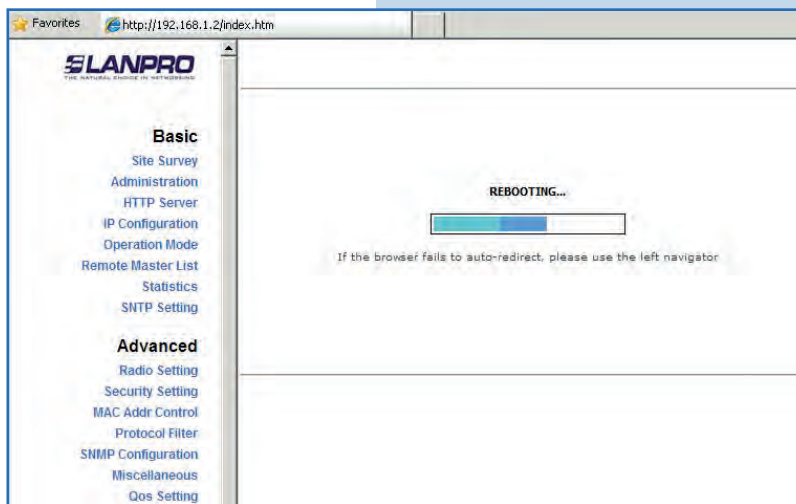 Favorites http://192.168.1.2/index.htm
LANPRO
THE NATURAL CHOICE IN NETWORKING
Basic
Site Survey
Administration
HTTP Server
IP Configuration
Operation Mode
Remote Master List
Statistics
SNTP Setting
Advanced
Radio Setting
Security Setting
MAC Addr Control
Protocol Filter
SNMP Configuration
Miscellaneous
Qos Setting
REBOOTING...
If the browser fails to auto-redirect, please use the left navigator